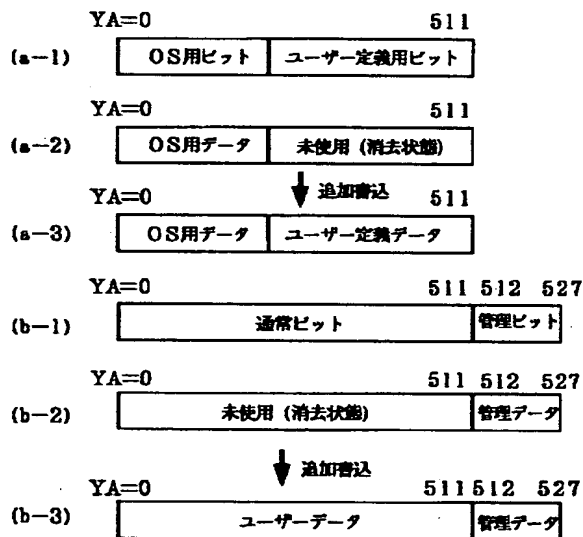 YA=0 511
(a-1) OS用ビット ユーザー定義用ビット
YA=0 511
(a-2) OS用データ 未使用(消去状態)
追加書込
YA=0 511
(a-3) OS用データ ユーザー定義データ
YA=0 511 512 527
(b-1) 通常ビット 管理ビット
YA=0 511 512 527
(b-2) 未使用(消去状態) 管理データ
追加書込
YA=0 511 512 527
(b-3) ユーザーデータ 管理データ